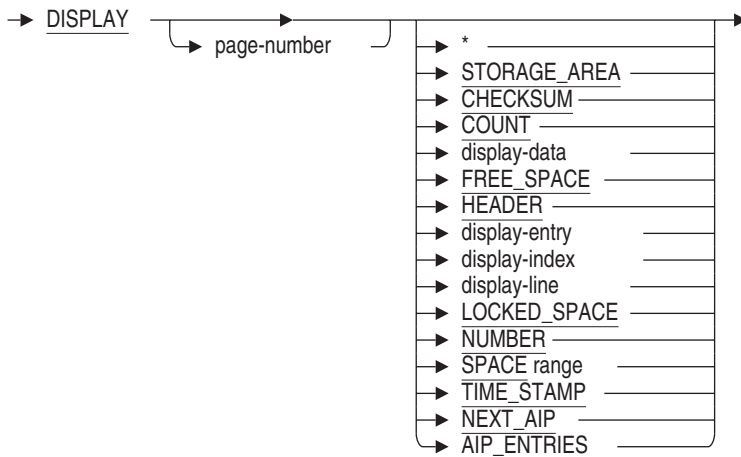 DISPLAY
page-number
*
STORAGE_AREA
CHECKSUM
COUNT
display-data
FREE_SPACE
HEADER
display-entry
display-index
display-line
LOCKED_SPACE
NUMBER
SPACE range
TIME_STAMP
NEXT_AIP
AIP_ENTRIES